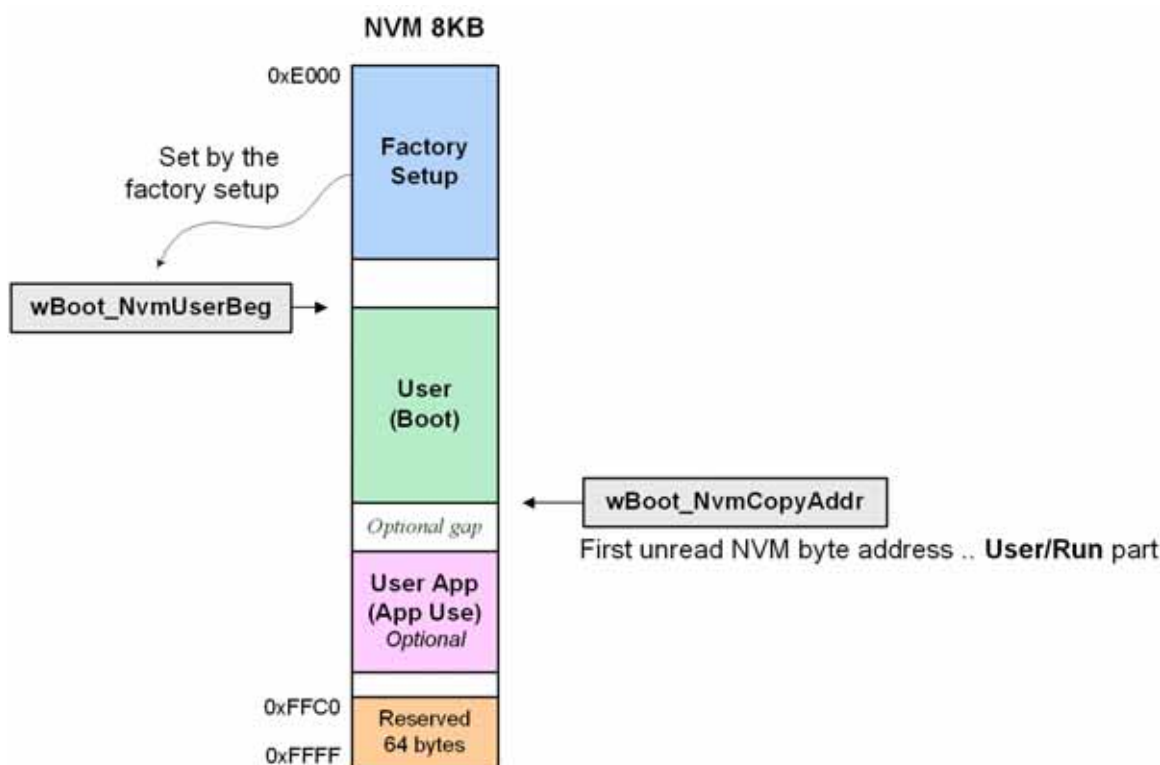 NVM 8KB
0xE000
Factory
Setup
Set by the
factory setup
wBoot_NvmUserBeg
User
(Boot)
wBoot_NvmCopyAddr
Optional gap
First unread NVM byte address .. User/Run part
User App
(App Use)
Optional
0xFFC0
Reserved
64 bytes
0xFFFF